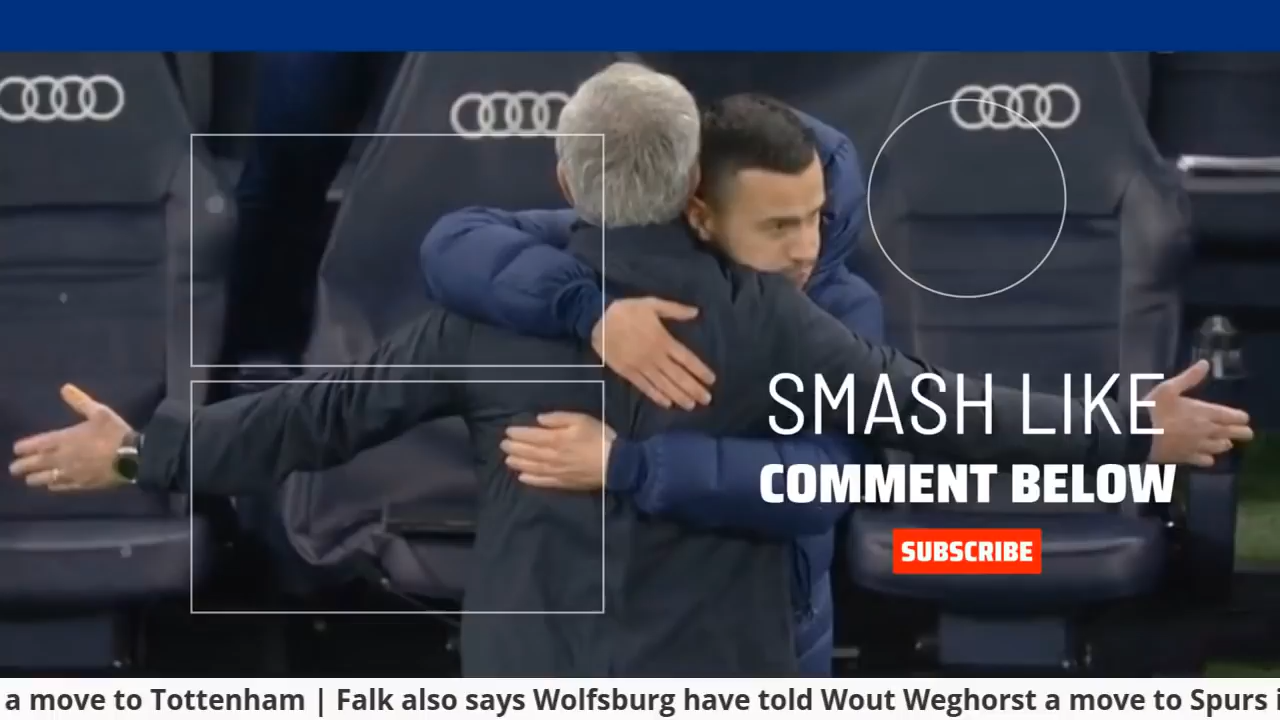 SMASH LIKE
COMMENT BELOW
SUBSCRIBE
a move to Tottenham | Falk also says Wolfsburg have told Wout Weghorst a move to Spurs i